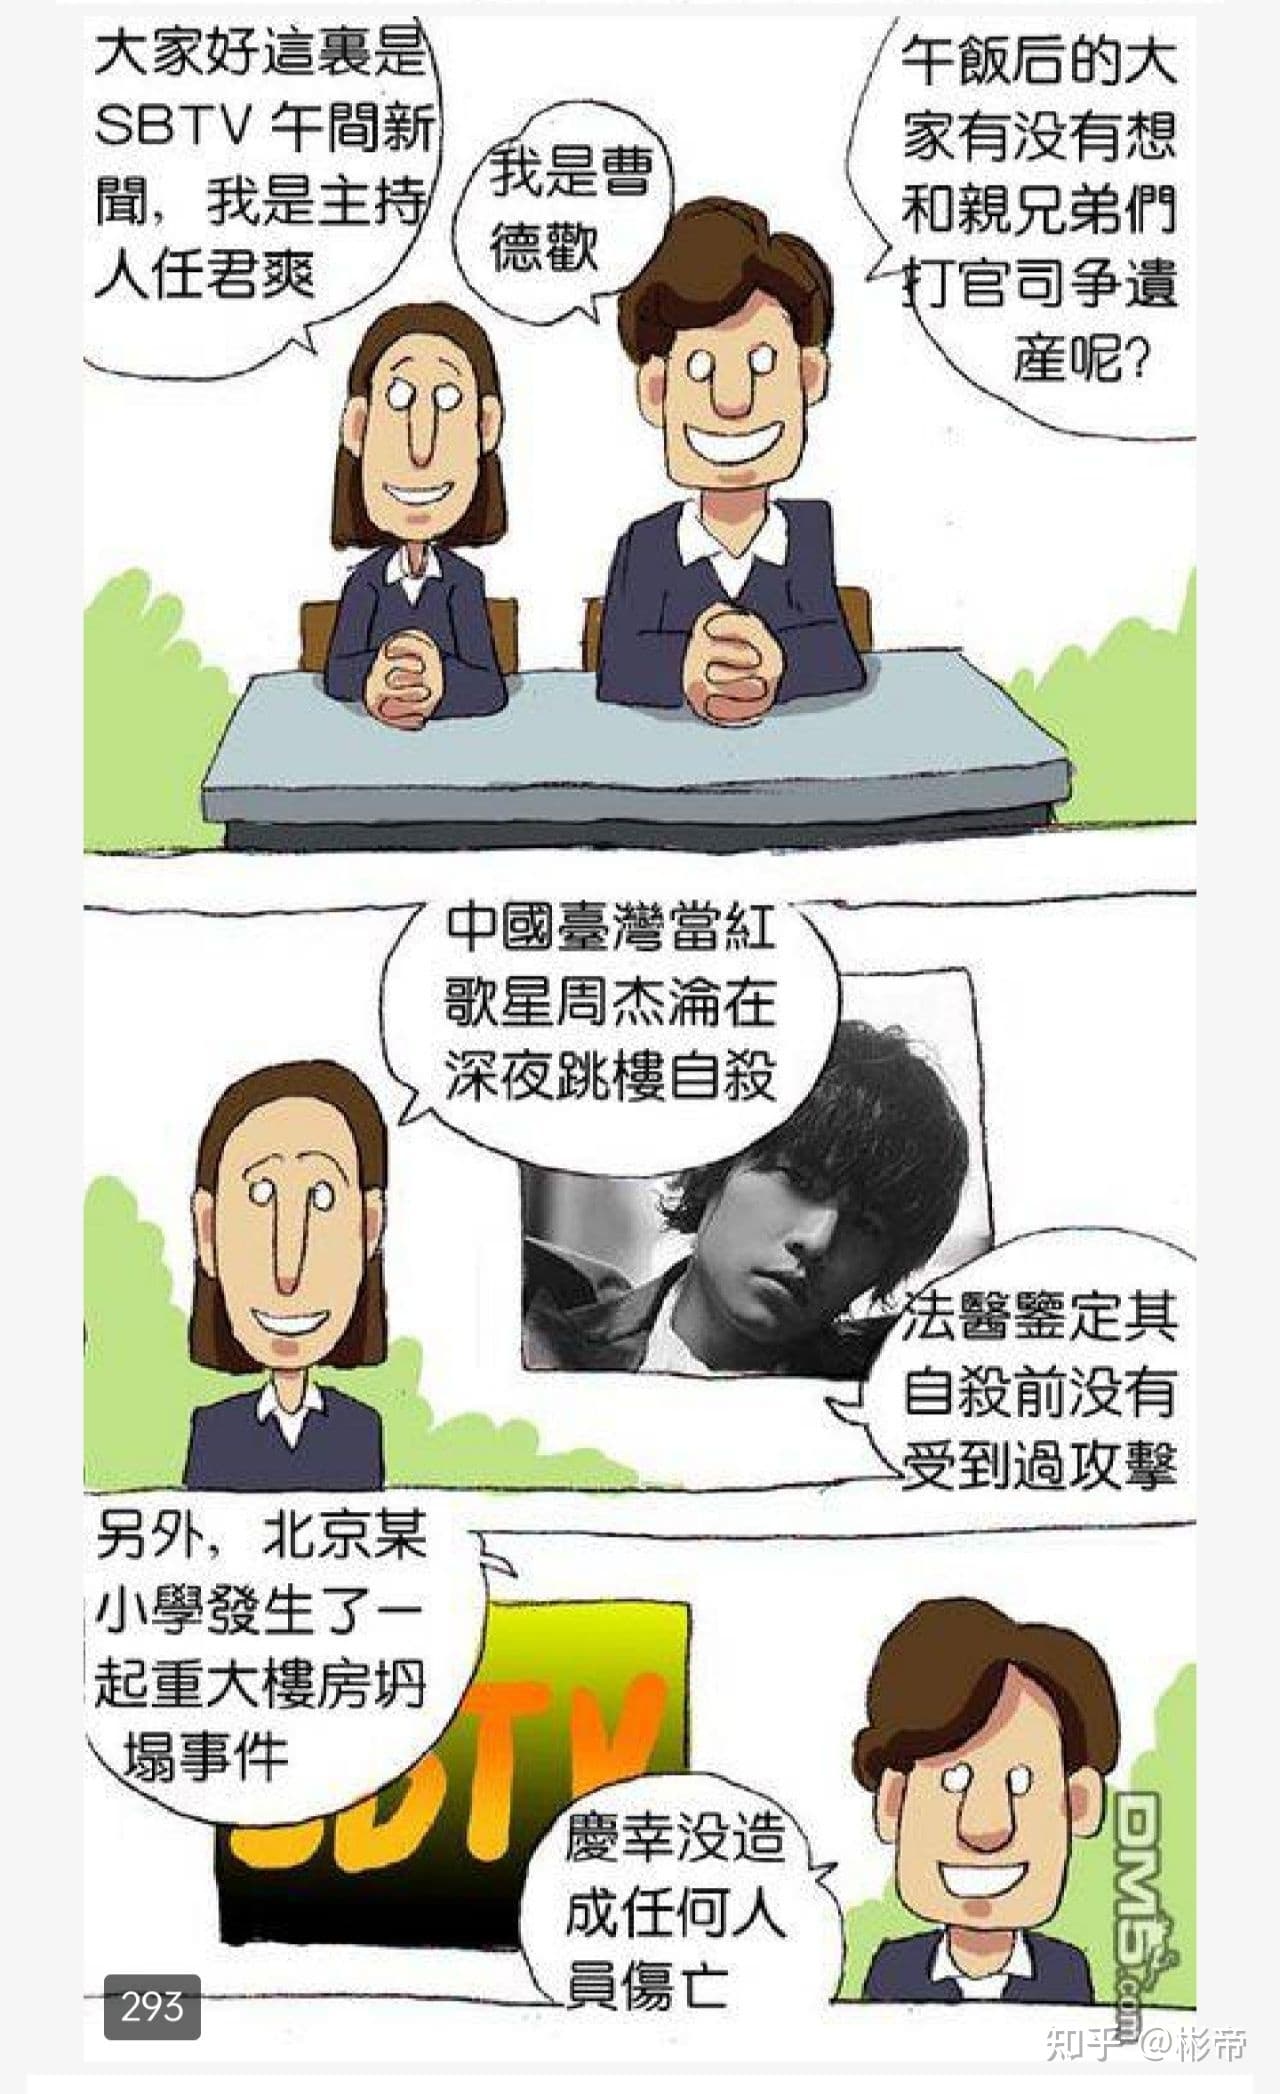 大家好這裏是
SBTV 午間新
聞，我是主持
人任君爽
我是曹
德歡
午飯后的大
家有没有想
和親兄弟們
打官司争遺
産呢?
中國臺灣當紅
歌星周杰淪在
深夜跳樓自殺
法醫鑒定其
自殺前没有
受到過攻擊
另外，北京某
小學發生了一
起重大樓房坍
塌事件
SBTV
慶幸没造
成任何人
員傷亡
293
DM5.com
知乎 @彬帝